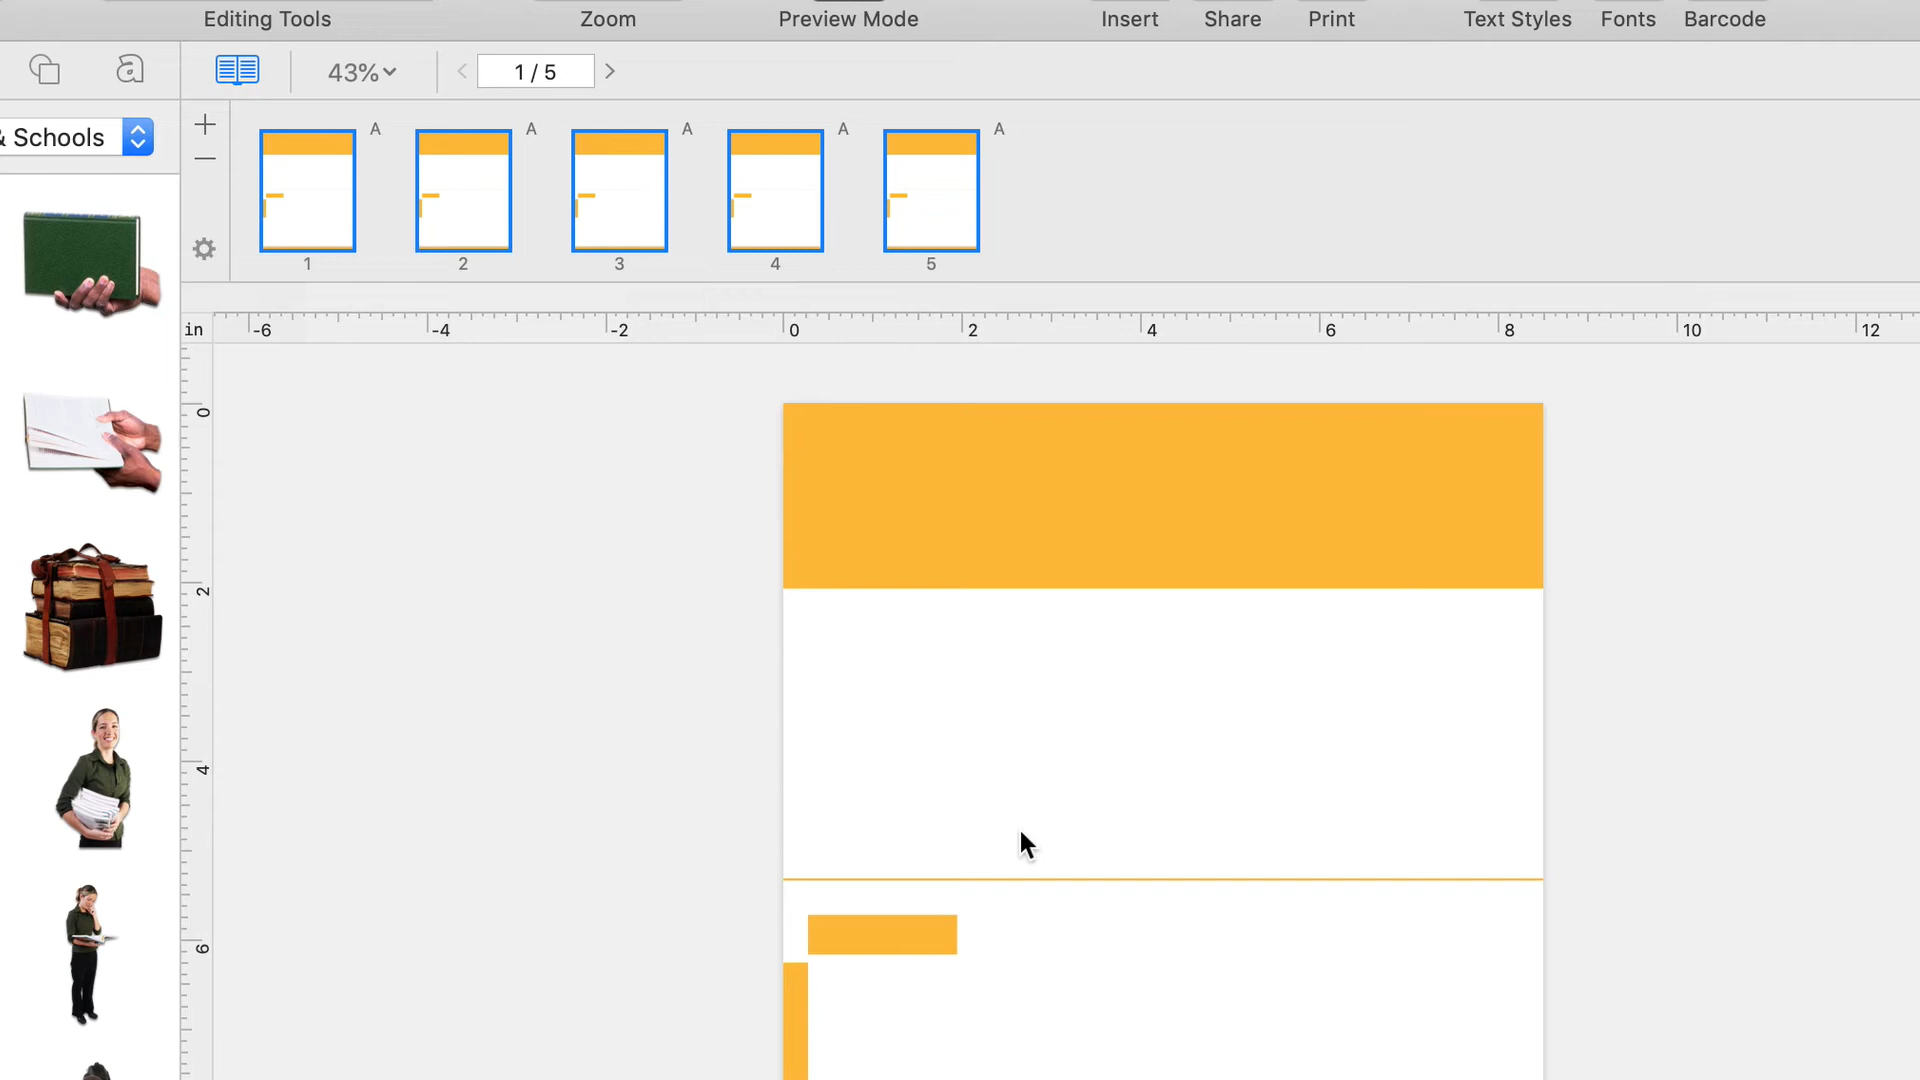 Editing Tools Zoom Preview Mode Insert Share Print Text Styles Fonts Barcode
a 43% 1 / 5
& Schools
A A A A A
1 2 3 4 5
in -6 -4 -2 0 2 4 6 8 10 12
0
2
4
6